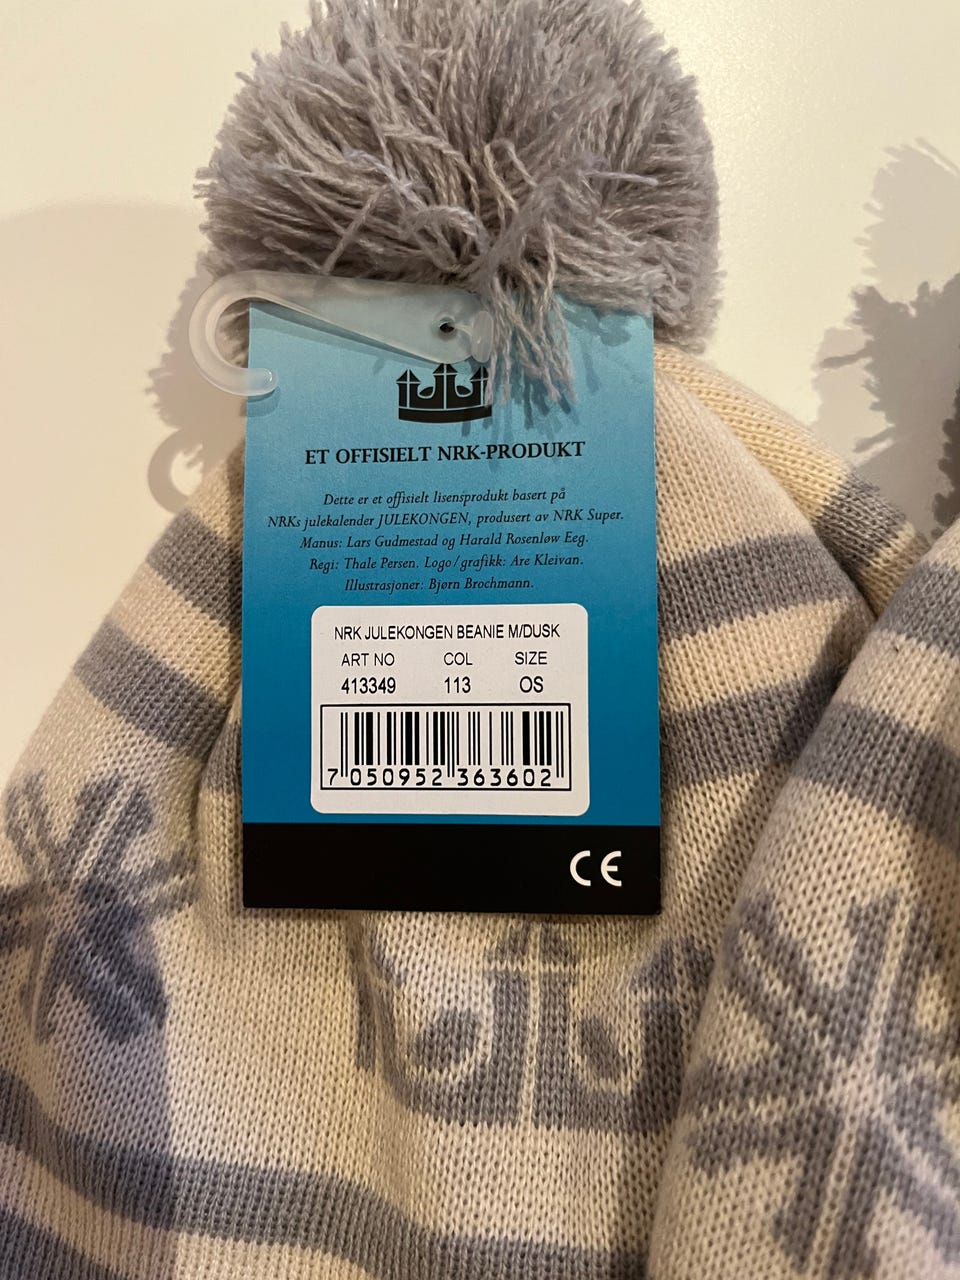 ET OFFISIELT NRK-PRODUKT
Dette er et offisielt lisensprodukt basert på
NRKs julekalender JULEKONGEN, produsert av NRK Super.
Manus: Lars Gudmestad og Harald Rosenløw Eeg.
Regi: Thale Persen. Logo/grafikk: Are Kleivan.
Illustrasjoner: Bjørn Brochmann.
NRK JULEKONGEN BEANIE M/DUSK
ART NO COL SIZE
413349 113 OS
7 050952 363602
CE